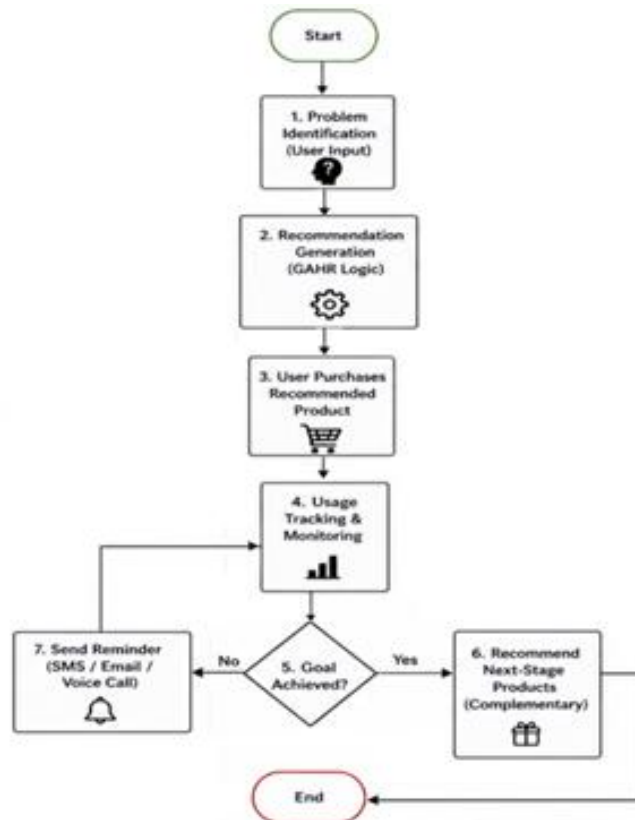 Start
1. Problem
Identification
(User Input)
?
2. Recommendation
Generation
(GAHR Logic)
3. User Purchases
Recommended
Product
4. Usage
Tracking &
Monitoring
7. Send Reminder
(SMS / Email /
Voice Call)
No
5. Goal
Achieved?
Yes
6. Recommend
Next-Stage
Products
(Complementary)
End